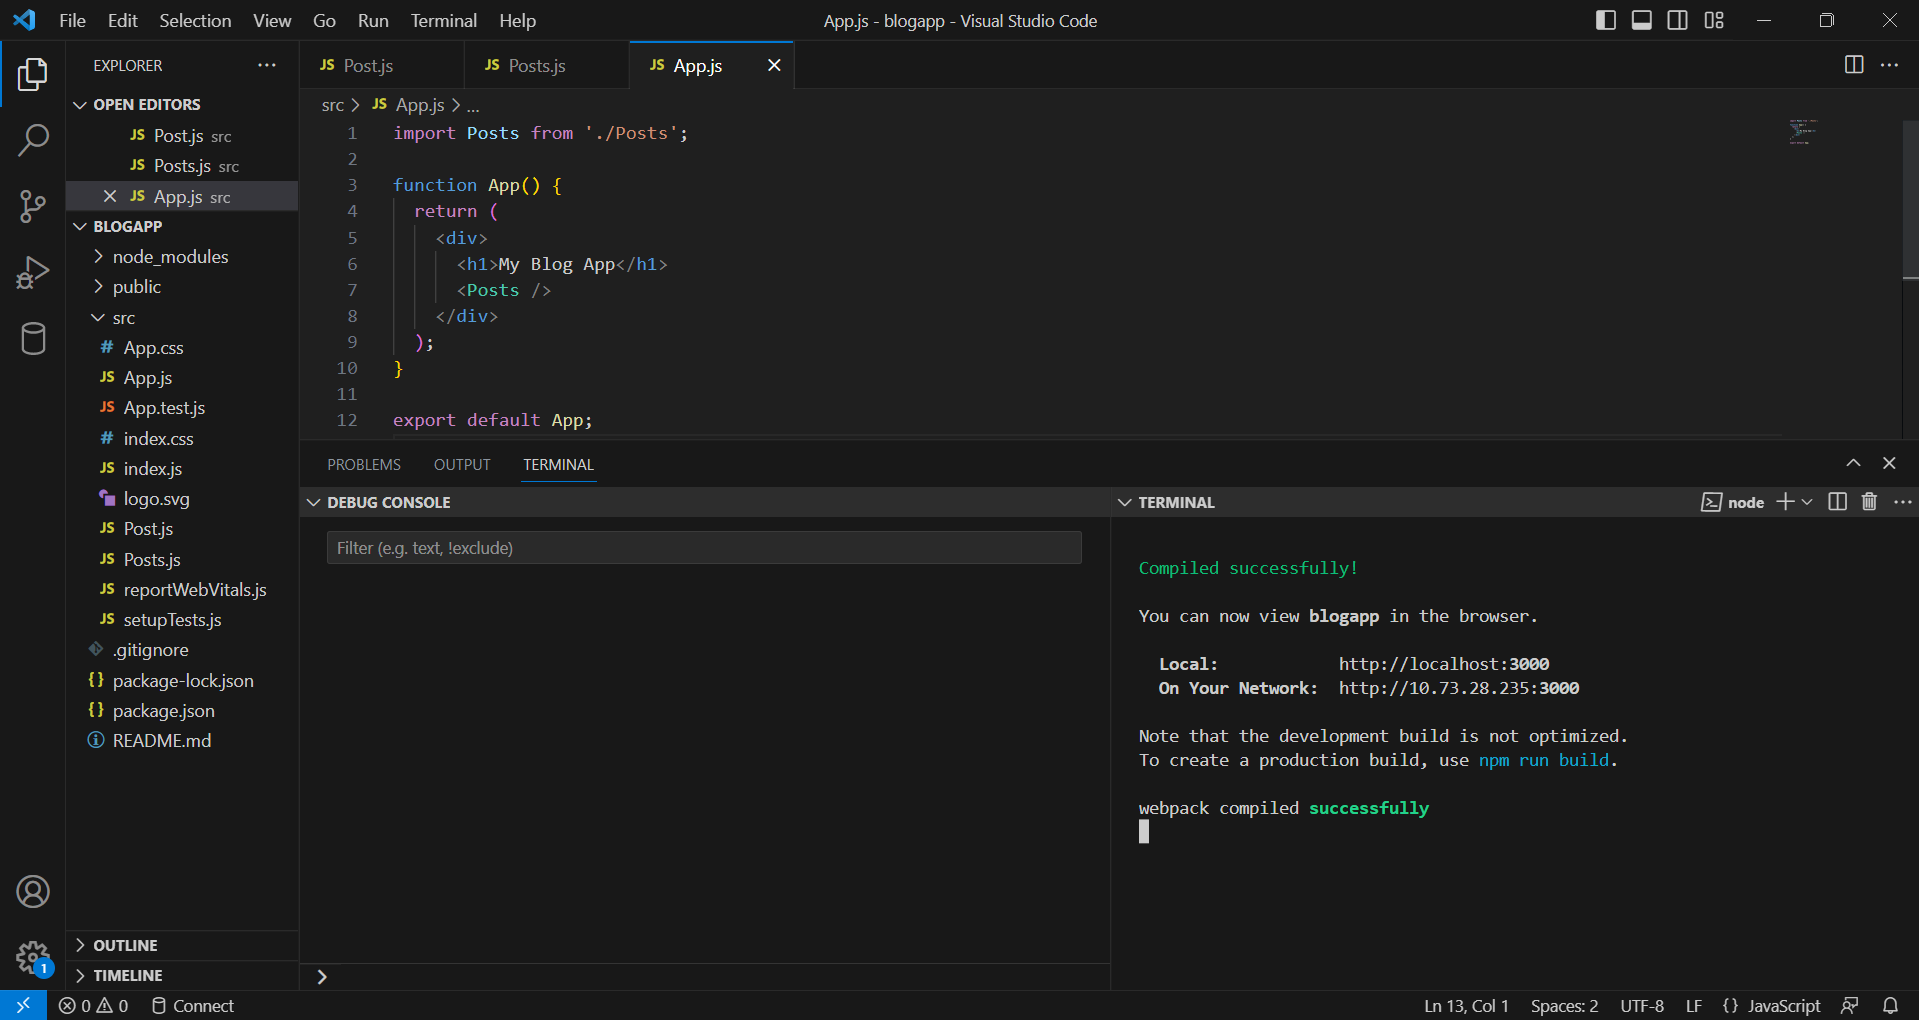 File Edit Selection View Go Run Terminal Help
App.js - blogapp - Visual Studio Code
EXPLORER
OPEN EDITORS
JS Post.js src
JS Posts.js src
JS App.js src
BLOGAPP
node_modules
public
src
# App.css
JS App.js
JS App.test.js
# index.css
JS index.js
logo.svg
JS Post.js
JS Posts.js
JS reportWebVitals.js
JS setupTests.js
.gitignore
{} package-lock.json
{} package.json
README.md
OUTLINE
TIMELINE
JS Post.js
JS Posts.js
JS App.js
src > JS App.js > ...
1 import Posts from './Posts';
2
3 function App() {
4 return (
5 <div>
6 <h1>My Blog App</h1>
7 <Posts />
8 </div>
9 );
10 }
11
12 export default App;
PROBLEMS OUTPUT TERMINAL
DEBUG CONSOLE
Filter (e.g. text, !exclude)
TERMINAL
node
Compiled successfully!
You can now view blogapp in the browser.
Local: http://localhost:3000
On Your Network: http://10.73.28.235:3000
Note that the development build is not optimized.
To create a production build, use npm run build.
webpack compiled successfully
1
0 0 Connect
Ln 13, Col 1 Spaces: 2 UTF-8 LF {} JavaScript